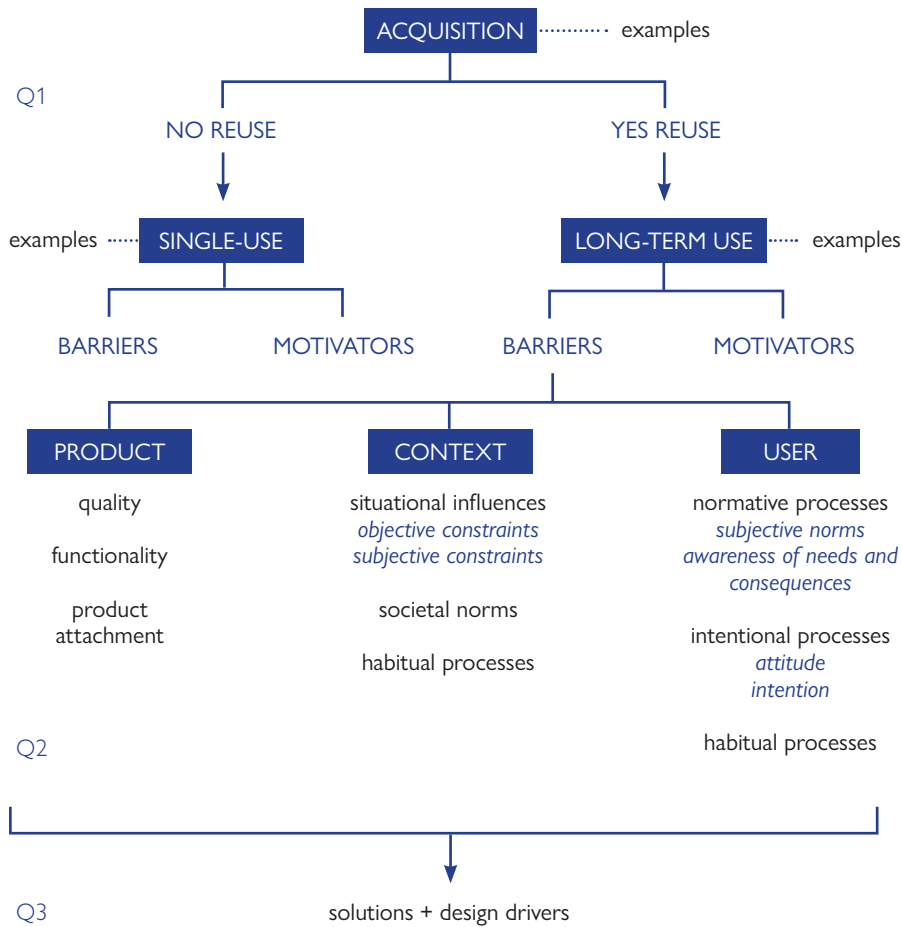 ACQUISITION examples
Q1
NO REUSE YES REUSE
examples SINGLE-USE LONG-TERM USE examples
BARRIERS MOTIVATORS BARRIERS MOTIVATORS
PRODUCT
quality
functionality
product
attachment
CONTEXT
situational influences
objective constraints
subjective constraints
societal norms
habitual processes
USER
normative processes
subjective norms
awareness of needs and
consequences
intentional processes
attitude
intention
habitual processes
Q2
Q3
solutions + design drivers